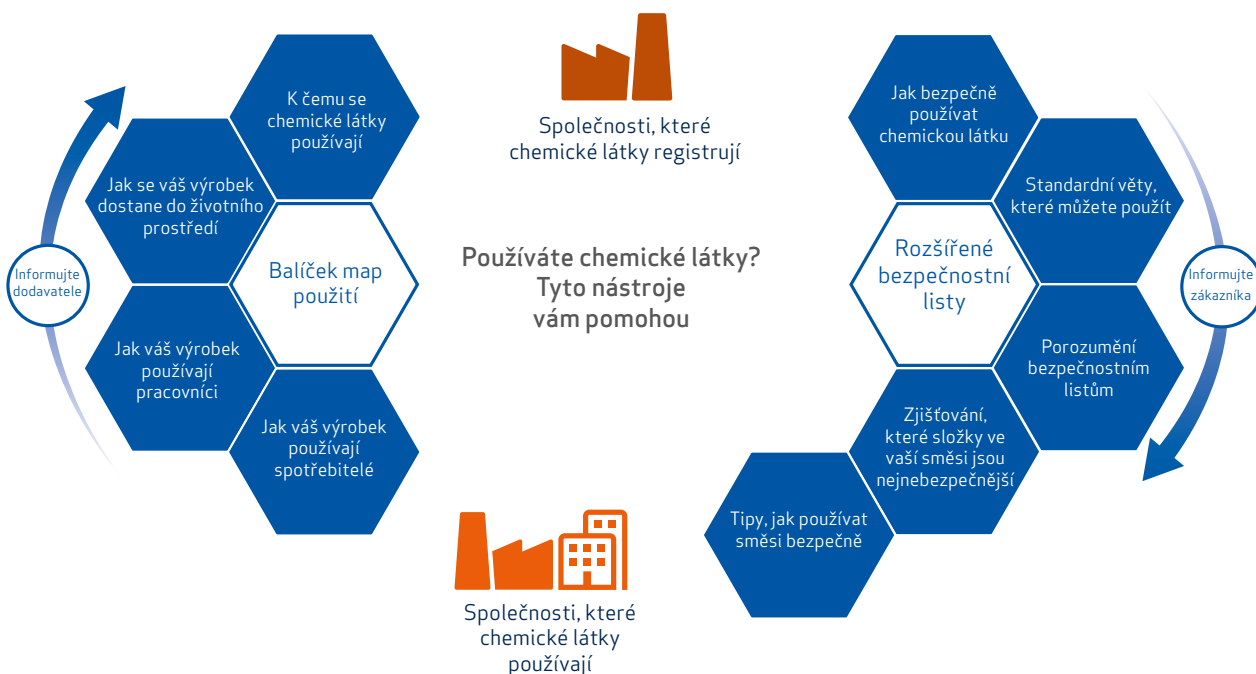 K čemu se
chemické látky
používají
Jak se váš výrobek
dostane do životního
prostředí
Informujte
dodavatele
Balíček map
použití
Jak váš výrobek
používají
pracovníci
Jak váš výrobek
používají
spotřebitelé
Společnosti, které
chemické látky registrují
Používáte chemické látky?
Tyto nástroje
vám pomohou
Společnosti, které
chemické látky
používají
Jak bezpečně
používat
chemickou látku
Standardní věty,
které můžete použít
Rozšířené
bezpečnostní
listy
Informujte
zákazníka
Porozumění
bezpečnostním
listům
Zjišťování,
které složky ve
vaší směsi jsou
nejnebezpečnější
Tipy, jak používat
směsi bezpečně